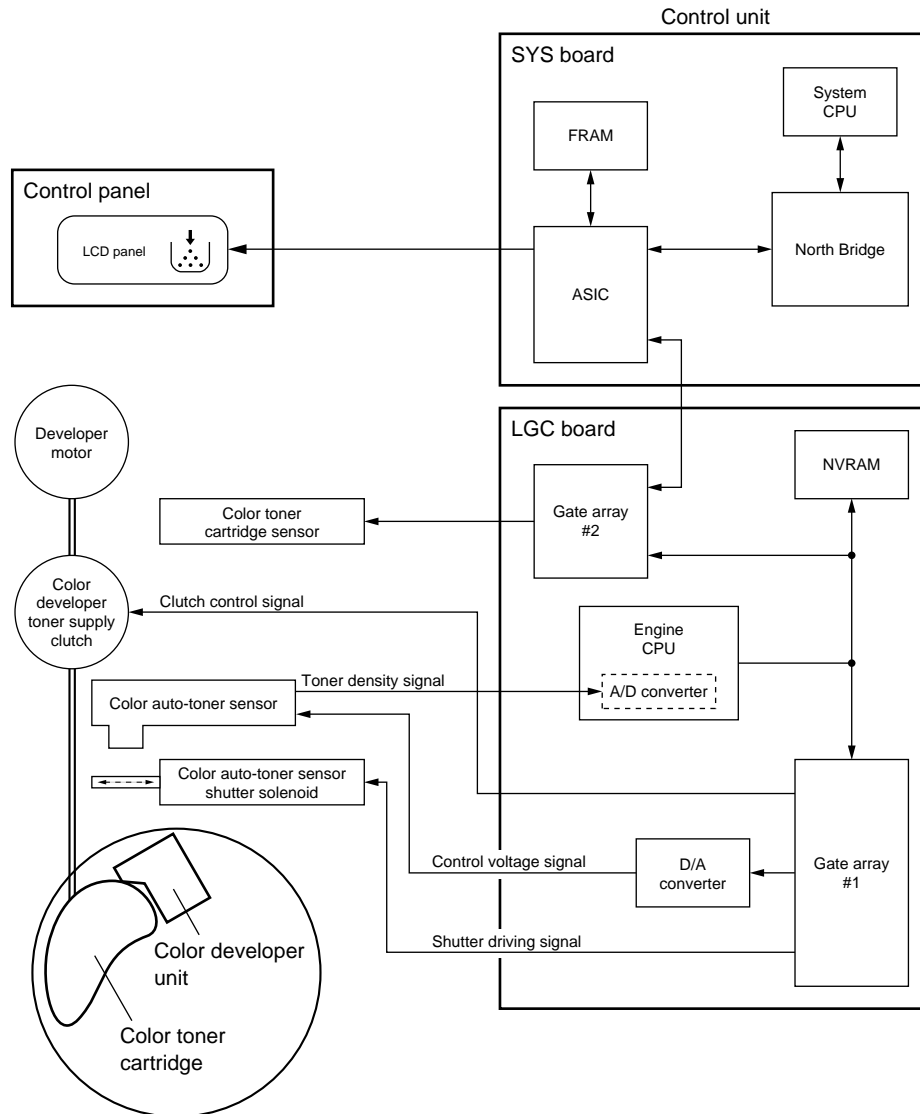 Control unit
SYS board
System
CPU
FRAM
Control panel
LCD panel
ASIC
North Bridge
LGC board
Developer
motor
NVRAM
Color toner
cartridge sensor
Gate array
#2
Color
developer
toner supply
clutch
Clutch control signal
Engine
CPU
A/D converter
Toner density signal
Color auto-toner sensor
Color auto-toner sensor
shutter solenoid
Control voltage signal
D/A
converter
Gate array
#1
Shutter driving signal
Color developer
unit
Color toner
cartridge